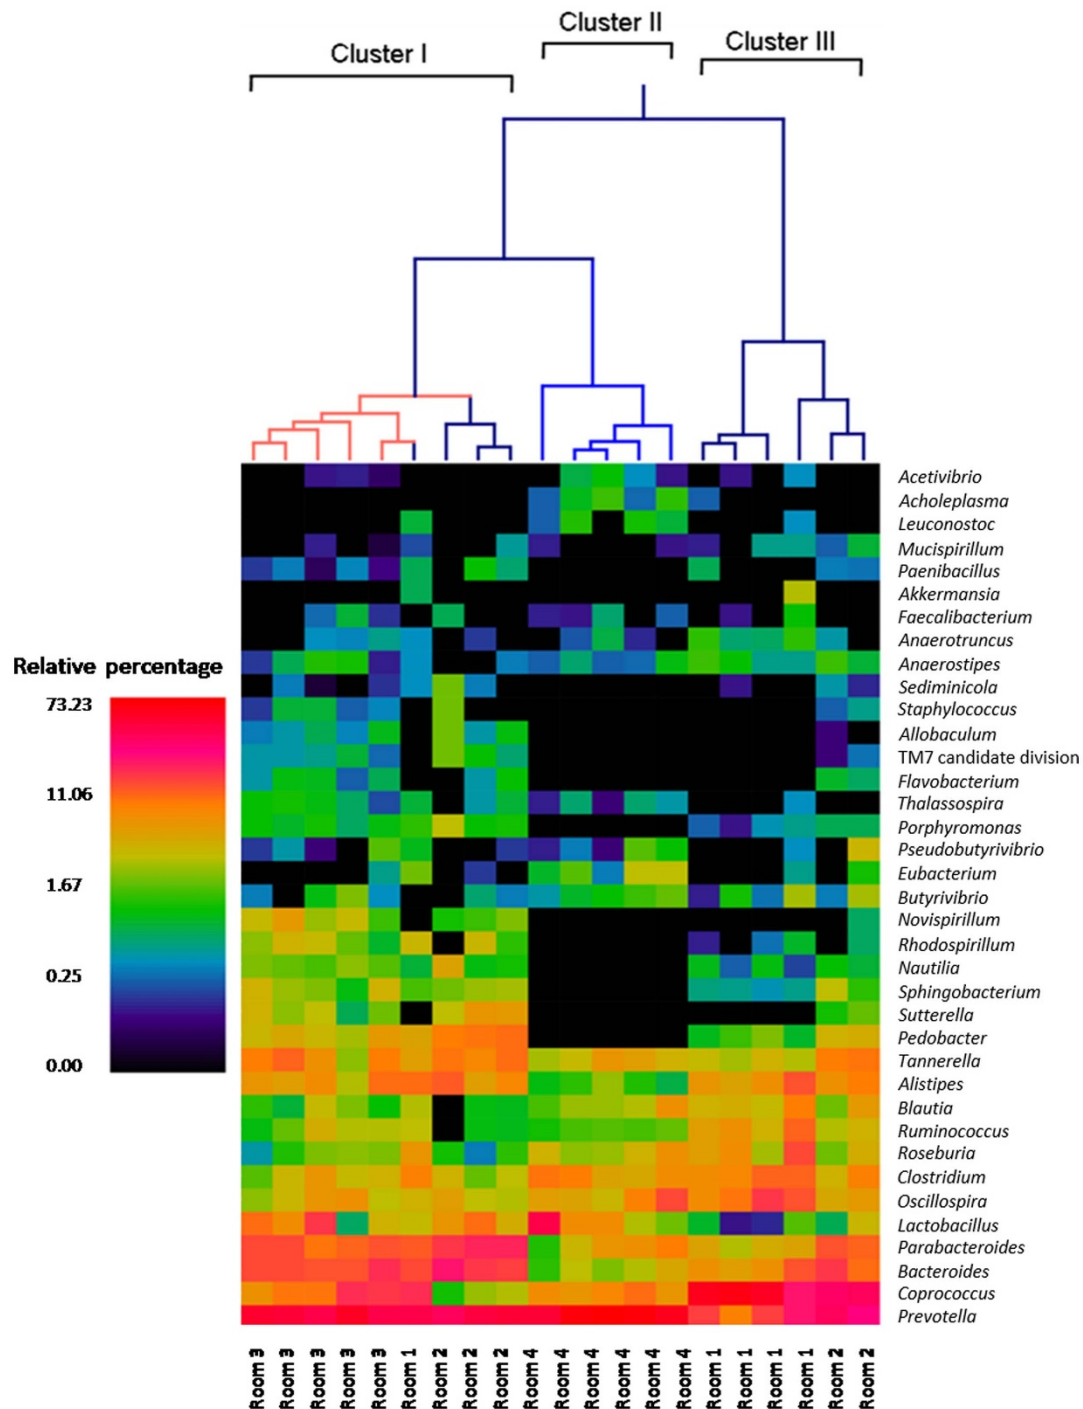 Cluster I
Cluster II
Cluster III
Acetivibrio
Acholeplasma
Leuconostoc
Mucispirillum
Paenibacillus
Akkermansia
Faecalibacterium
Anaerotruncus
Anaerostipes
Sediminicola
Staphylococcus
Allobaculum
TM7 candidate division
Flavobacterium
Thalassospira
Porphyromonas
Pseudobutyrivibrio
Eubacterium
Butyrivibrio
Novispirillum
Rhodospirillum
Nautilia
Sphingobacterium
Sutterella
Pedobacter
Tannerella
Alistipes
Blautia
Ruminococcus
Roseburia
Clostridium
Oscillospira
Lactobacillus
Parabacteroides
Bacteroides
Coprococcus
Prevotella
Relative percentage
73.23
11.06
1.67
0.25
0.00
Room 3
Room 3
Room 3
Room 3
Room 3
Room 1
Room 2
Room 2
Room 2
Room 4
Room 4
Room 4
Room 4
Room 4
Room 1
Room 1
Room 1
Room 1
Room 2
Room 2